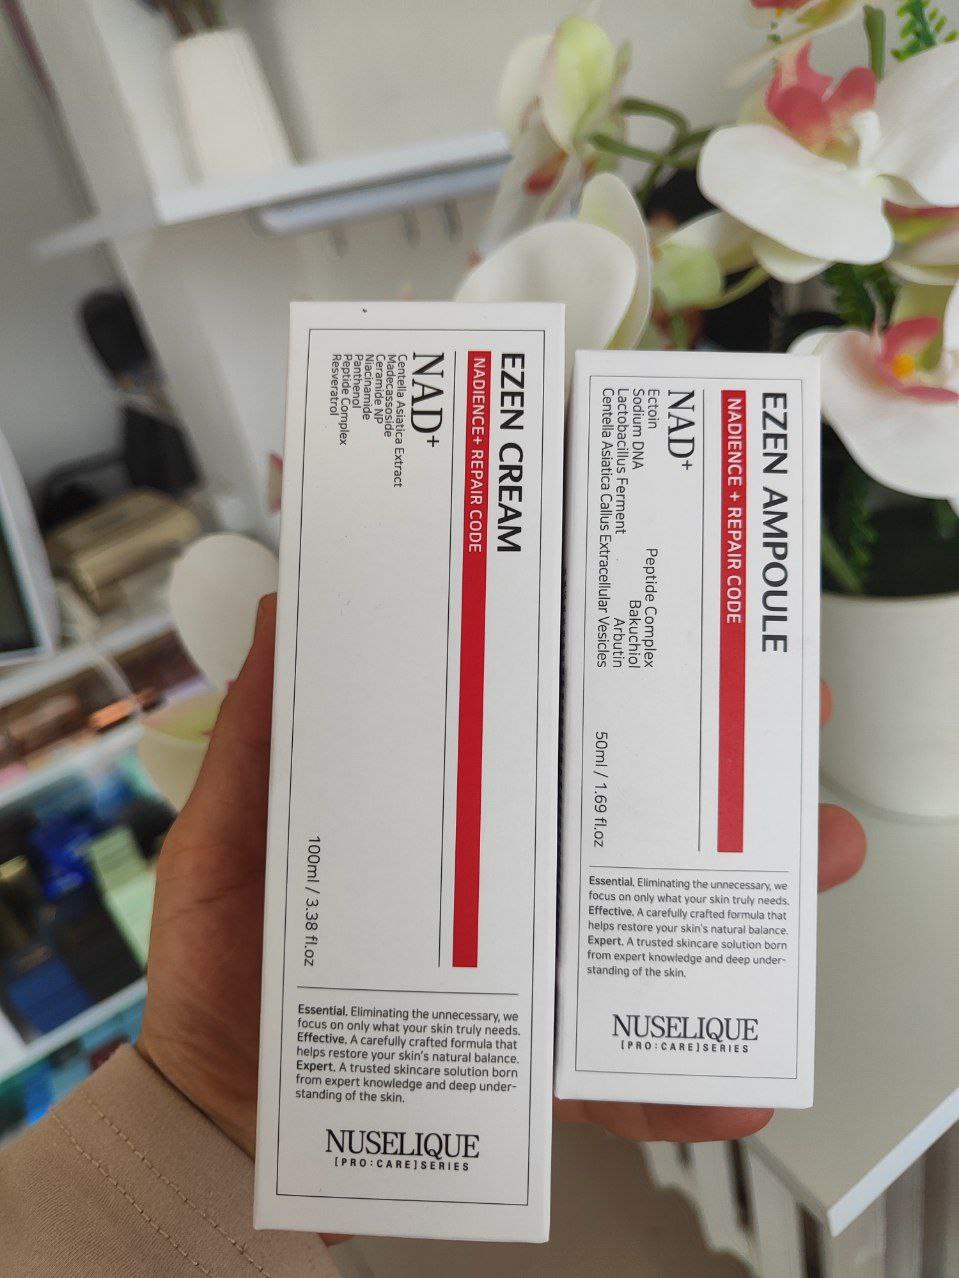 EZEN CREAM
NADIENCE+ REPAIR CODE
NAD+
Centella Asiatica Extract
Madecassoside
Ceramide NP
Niacinamide
Panthenol
Peptide Complex
Resveratrol
100ml / 3.38 fl.oz
Essential. Eliminating the unnecessary, we
focus on only what your skin truly needs.
Effective. A carefully crafted formula that
helps restore your skin's natural balance.
Expert. A trusted skincare solution born
from expert knowledge and deep under-
standing of the skin.
NUSELIQUE
[PRO:CARE]SERIES
EZEN AMPOULE
NADIENCE + REPAIR CODE
NAD+
Ectoin
Sodium DNA
Lactobacillus Ferment
Centella Asiatica Callus Extracellular Vesicles
Peptide Complex
Bakuchiol
Arbutin
50ml / 1.69 fl.oz
Essential. Eliminating the unnecessary, we
focus on only what your skin truly needs.
Effective. A carefully crafted formula that
helps restore your skin's natural balance.
Expert. A trusted skincare solution born
from expert knowledge and deep under-
standing of the skin.
NUSELIQUE
[PRO:CARE]SERIES